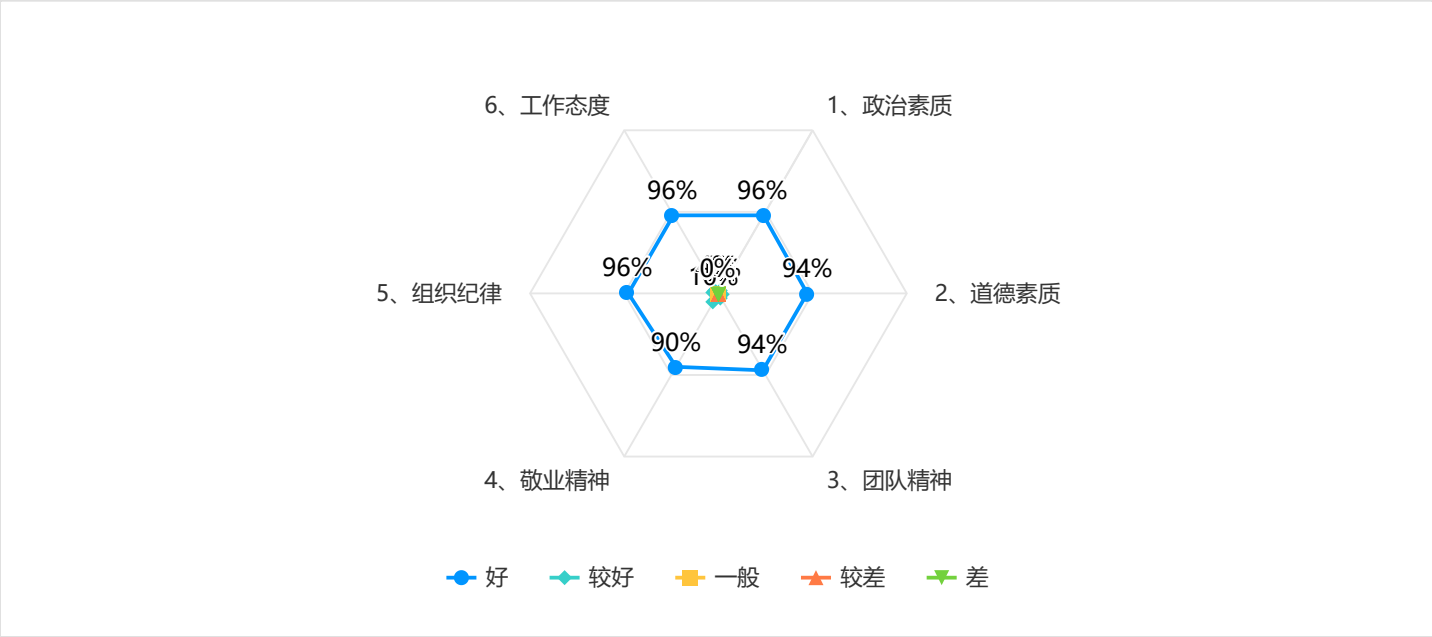 6、工作态度
1、政治素质
96%
96%
96%
0%
94%
5、组织纪律
2、道德素质
90%
94%
4、敬业精神
3、团队精神
好
较好
一般
较差
差